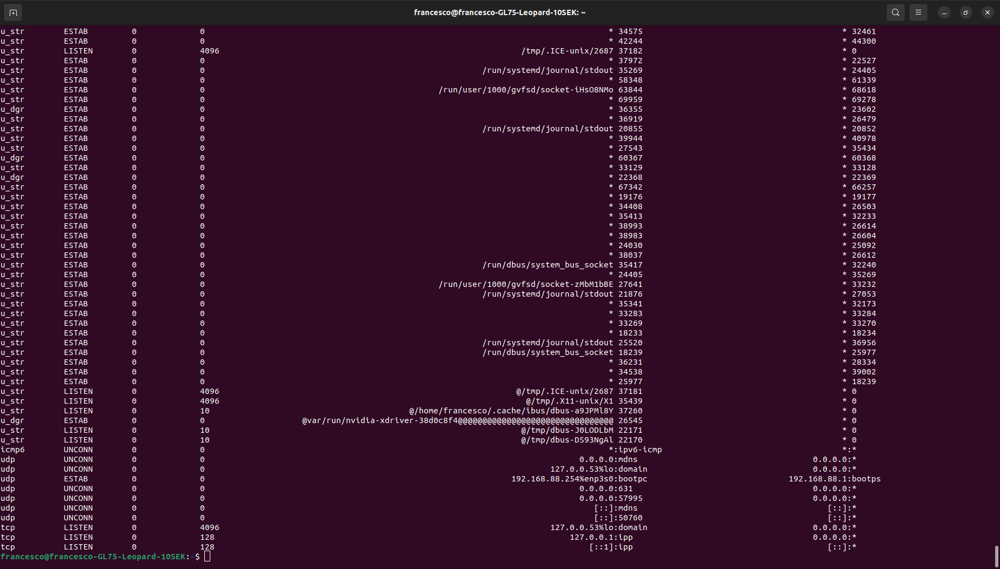 francesco@francesco-GL75-Leopard-10SEK: ~
u_str ESTAB 0 0 * 34575 * 32461
u_str ESTAB 0 0 * 42244 * 44300
u_str LISTEN 0 4096 /tmp/.ICE-unix/2687 37182 * 0
u_str ESTAB 0 0 * 37972 * 22527
u_str ESTAB 0 0 /run/systemd/journal/stdout 35269 * 24405
u_str ESTAB 0 0 * 58348 * 61339
u_str ESTAB 0 0 /run/user/1000/gvfsd/socket-iHsO8NMo 63844 * 68618
u_str ESTAB 0 0 * 69959 * 69278
u_dgr ESTAB 0 0 * 36355 * 23602
u_str ESTAB 0 0 * 36919 * 26479
u_str ESTAB 0 0 /run/systemd/journal/stdout 20855 * 20852
u_str ESTAB 0 0 * 39944 * 40978
u_str ESTAB 0 0 * 27543 * 35434
u_dgr ESTAB 0 0 * 60367 * 60368
u_str ESTAB 0 0 * 33129 * 33128
u_dgr ESTAB 0 0 * 22368 * 22369
u_str ESTAB 0 0 * 67342 * 66257
u_str ESTAB 0 0 * 19176 * 19177
u_str ESTAB 0 0 * 34408 * 26503
u_str ESTAB 0 0 * 35413 * 32233
u_str ESTAB 0 0 * 38993 * 26614
u_str ESTAB 0 0 * 38983 * 26604
u_str ESTAB 0 0 * 24030 * 25092
u_str ESTAB 0 0 * 38037 * 26612
u_str ESTAB 0 0 /run/dbus/system_bus_socket 35417 * 32240
u_str ESTAB 0 0 * 24405 * 35269
u_str ESTAB 0 0 /run/user/1000/gvfsd/socket-zMbM1bBE 27641 * 33232
u_str ESTAB 0 0 /run/systemd/journal/stdout 21876 * 27053
u_str ESTAB 0 0 * 35341 * 32173
u_str ESTAB 0 0 * 33283 * 33284
u_str ESTAB 0 0 * 33269 * 33270
u_str ESTAB 0 0 * 18233 * 18234
u_str ESTAB 0 0 /run/systemd/journal/stdout 25520 * 36956
u_str ESTAB 0 0 /run/dbus/system_bus_socket 18239 * 25977
u_str ESTAB 0 0 * 36231 * 28334
u_str ESTAB 0 0 * 34538 * 39002
u_str ESTAB 0 0 * 25977 * 18239
u_str LISTEN 0 4096 @/tmp/.ICE-unix/2687 37181 * 0
u_str LISTEN 0 4096 @/tmp/.X11-unix/X1 35439 * 0
u_str LISTEN 0 10 @/home/francesco/.cache/ibus/dbus-a9JPMl8Y 37260 * 0
u_dgr ESTAB 0 0 @var/run/nvidia-xdriver-38d0c8f4@@@@@@@@@@@@@@@@@@@@@@@@@@@@@@@@ 26545 * 0
u_str LISTEN 0 10 @/tmp/dbus-J0LODLbM 22171 * 0
u_str LISTEN 0 10 @/tmp/dbus-DS93NgAl 22170 * 0
icmp6 UNCONN 0 0 *:ipv6-icmp *:*
udp UNCONN 0 0 0.0.0.0:mdns 0.0.0.0:*
udp UNCONN 0 0 127.0.0.53%lo:domain 0.0.0.0:*
udp ESTAB 0 0 192.168.88.254%enp3s0:bootpc 192.168.88.1:bootps
udp UNCONN 0 0 0.0.0.0:631 0.0.0.0:*
udp UNCONN 0 0 0.0.0.0:57995 0.0.0.0:*
udp UNCONN 0 0 [::]:mdns [::]:*
udp UNCONN 0 0 [::]:50760 [::]:*
tcp LISTEN 0 4096 127.0.0.53%lo:domain 0.0.0.0:*
tcp LISTEN 0 128 127.0.0.1:ipp 0.0.0.0:*
tcp LISTEN 0 128 [::1]:ipp [::]:*
francesco@francesco-GL75-Leopard-10SEK:~$